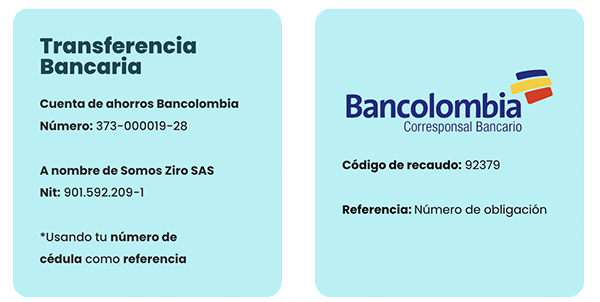 Transferencia
Bancaria
Cuenta de ahorros Bancolombia
Número: 373-000019-28
A nombre de Somos Ziro SAS
Nit: 901.592.209-1
*Usando tu número de
cédula como referencia
Bancolombia
Corresponsal Bancario
Código de recaudo: 92379
Referencia: Número de obligación